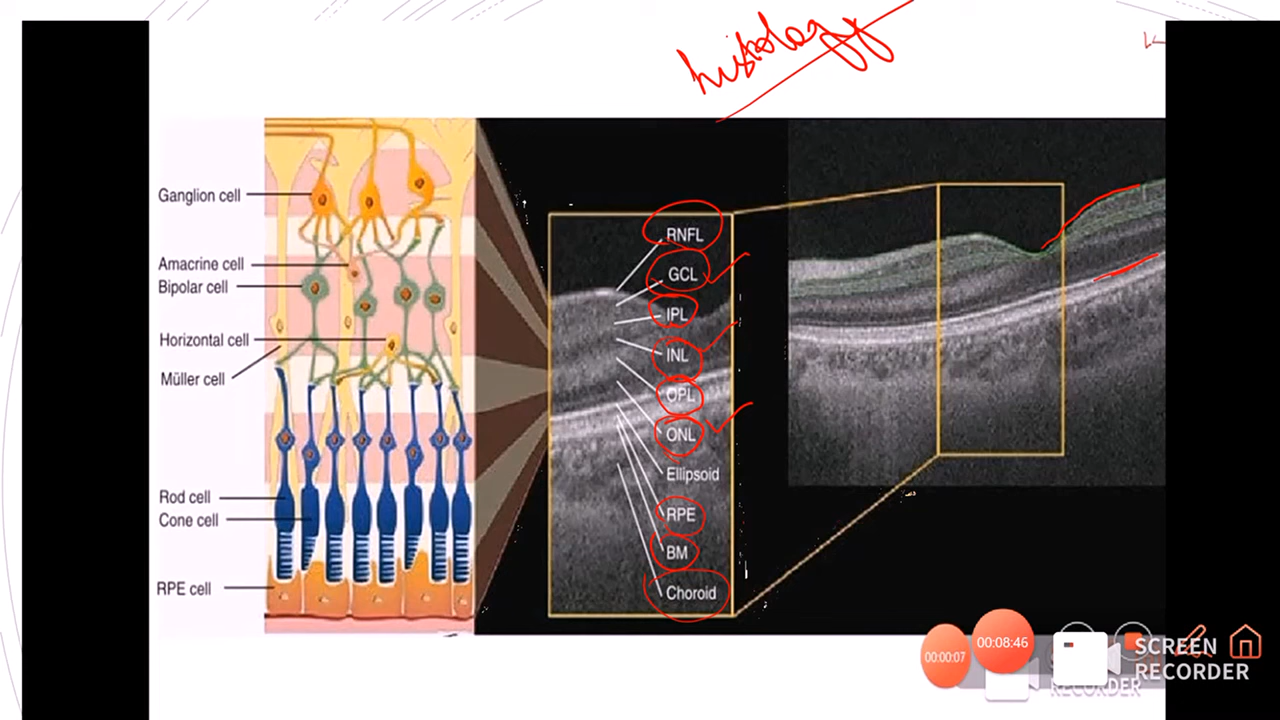 histology
Ganglion cell
Amacrine cell
Bipolar cell
Horizontal cell
Müller cell
Rod cell
Cone cell
RPE cell
RNFL
GCL
IPL
INL
OPL
ONL
Ellipsoid
RPE
BM
Choroid
00:00:07
00:08:46
SCREEN
RECORDER
RECORDER